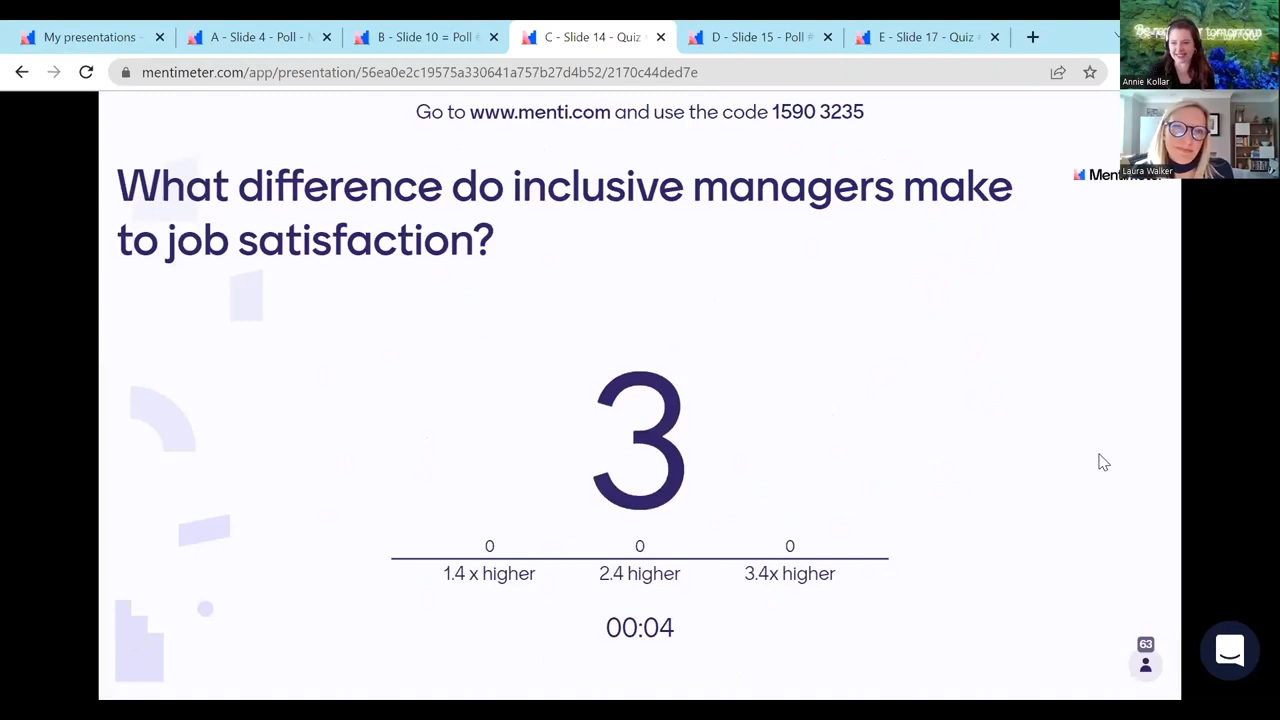 My presentations -
A - Slide 4 - Poll - M
B - Slide 10 = Poll #
C - Slide 14 - Quiz
D - Slide 15 - Poll #
E - Slide 17 - Quiz
mentimeter.com/app/presentation/56ea0e2c19575a330641a757b27d4b52/2170c44ded7e
Annie Kollar
Laura Walker
Go to www.menti.com and use the code 1590 3235
What difference do inclusive managers make
to job satisfaction?
3
0 0 0
1.4 x higher 2.4 higher 3.4x higher
00:04
63